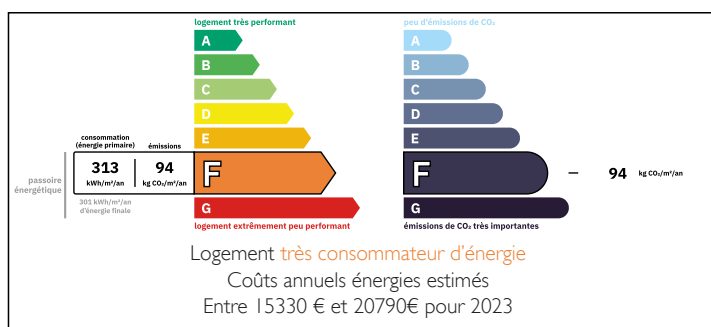 logement très performant
A
B
C
D
E
consommation
(énergie primaire)
émissions
passoire
énergétique
313
kWh/m²/an
94
kg CO₂/m²/an
F
301 kWh/m²/an
d'énergie finale
G
logement extrêmement peu performant
peu d'émissions de CO₂
A
B
C
D
E
F
94 kg CO₂/m²/an
G
émissions de CO₂ très importantes
Logement très consommateur d'énergie
Coûts annuels énergies estimés
Entre 15330 € et 20790€ pour 2023